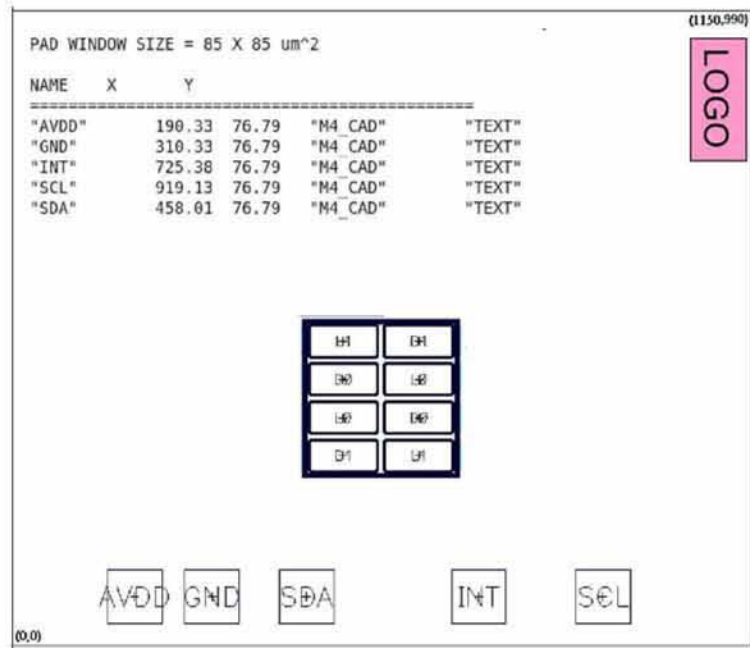 (1150,990)
PAD WINDOW SIZE = 85 X 85 um^2
LOGO
NAME X Y
==============================================
"AVDD" 190.33 76.79 "M4_CAD" "TEXT"
"GND" 310.33 76.79 "M4_CAD" "TEXT"
"INT" 725.38 76.79 "M4_CAD" "TEXT"
"SCL" 919.13 76.79 "M4_CAD" "TEXT"
"SDA" 458.01 76.79 "M4_CAD" "TEXT"
AVDD GND SDA INT SCL
(0,0)